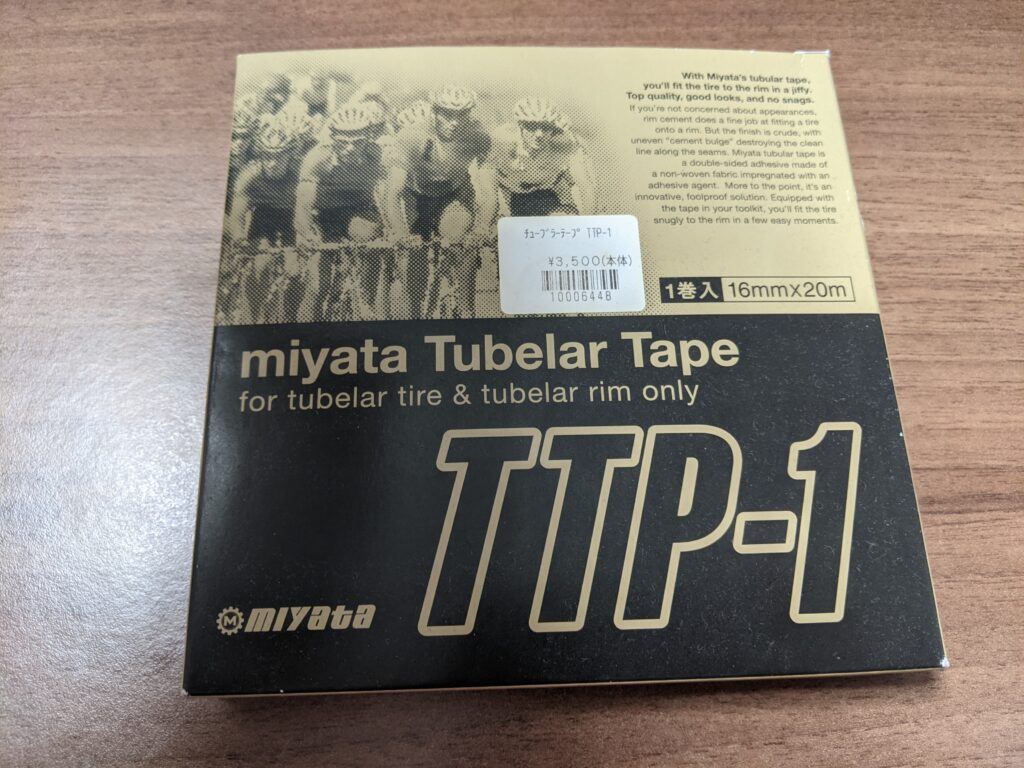 With Miyata's tubular tape,
you'll fit the tire to the rim in a jiffy.
Top quality, good looks, and no snags.
If you're not concerned about appearances,
rim cement does a fine job at fitting a tire
onto a rim. But the finish is crude, with
uneven "cement bulge" destroying the clean
line along the seams. Miyata tubular tape is
a double-sided adhesive made of
a non-woven fabric impregnated with an
adhesive agent. More to the point, it's an
innovative, foolproof solution. Equipped with
the tape in your toolkit, you'll fit the tire
snugly to the rim in a few easy moments.
ﾁｭｰﾌﾞﾗｰﾃｰﾌﾟ TTP-1
¥3,500(本体)
10006448
1巻入 16mmx20m
miyata Tubelar Tape
for tubelar tire & tubelar rim only
TTP-1
M miyata